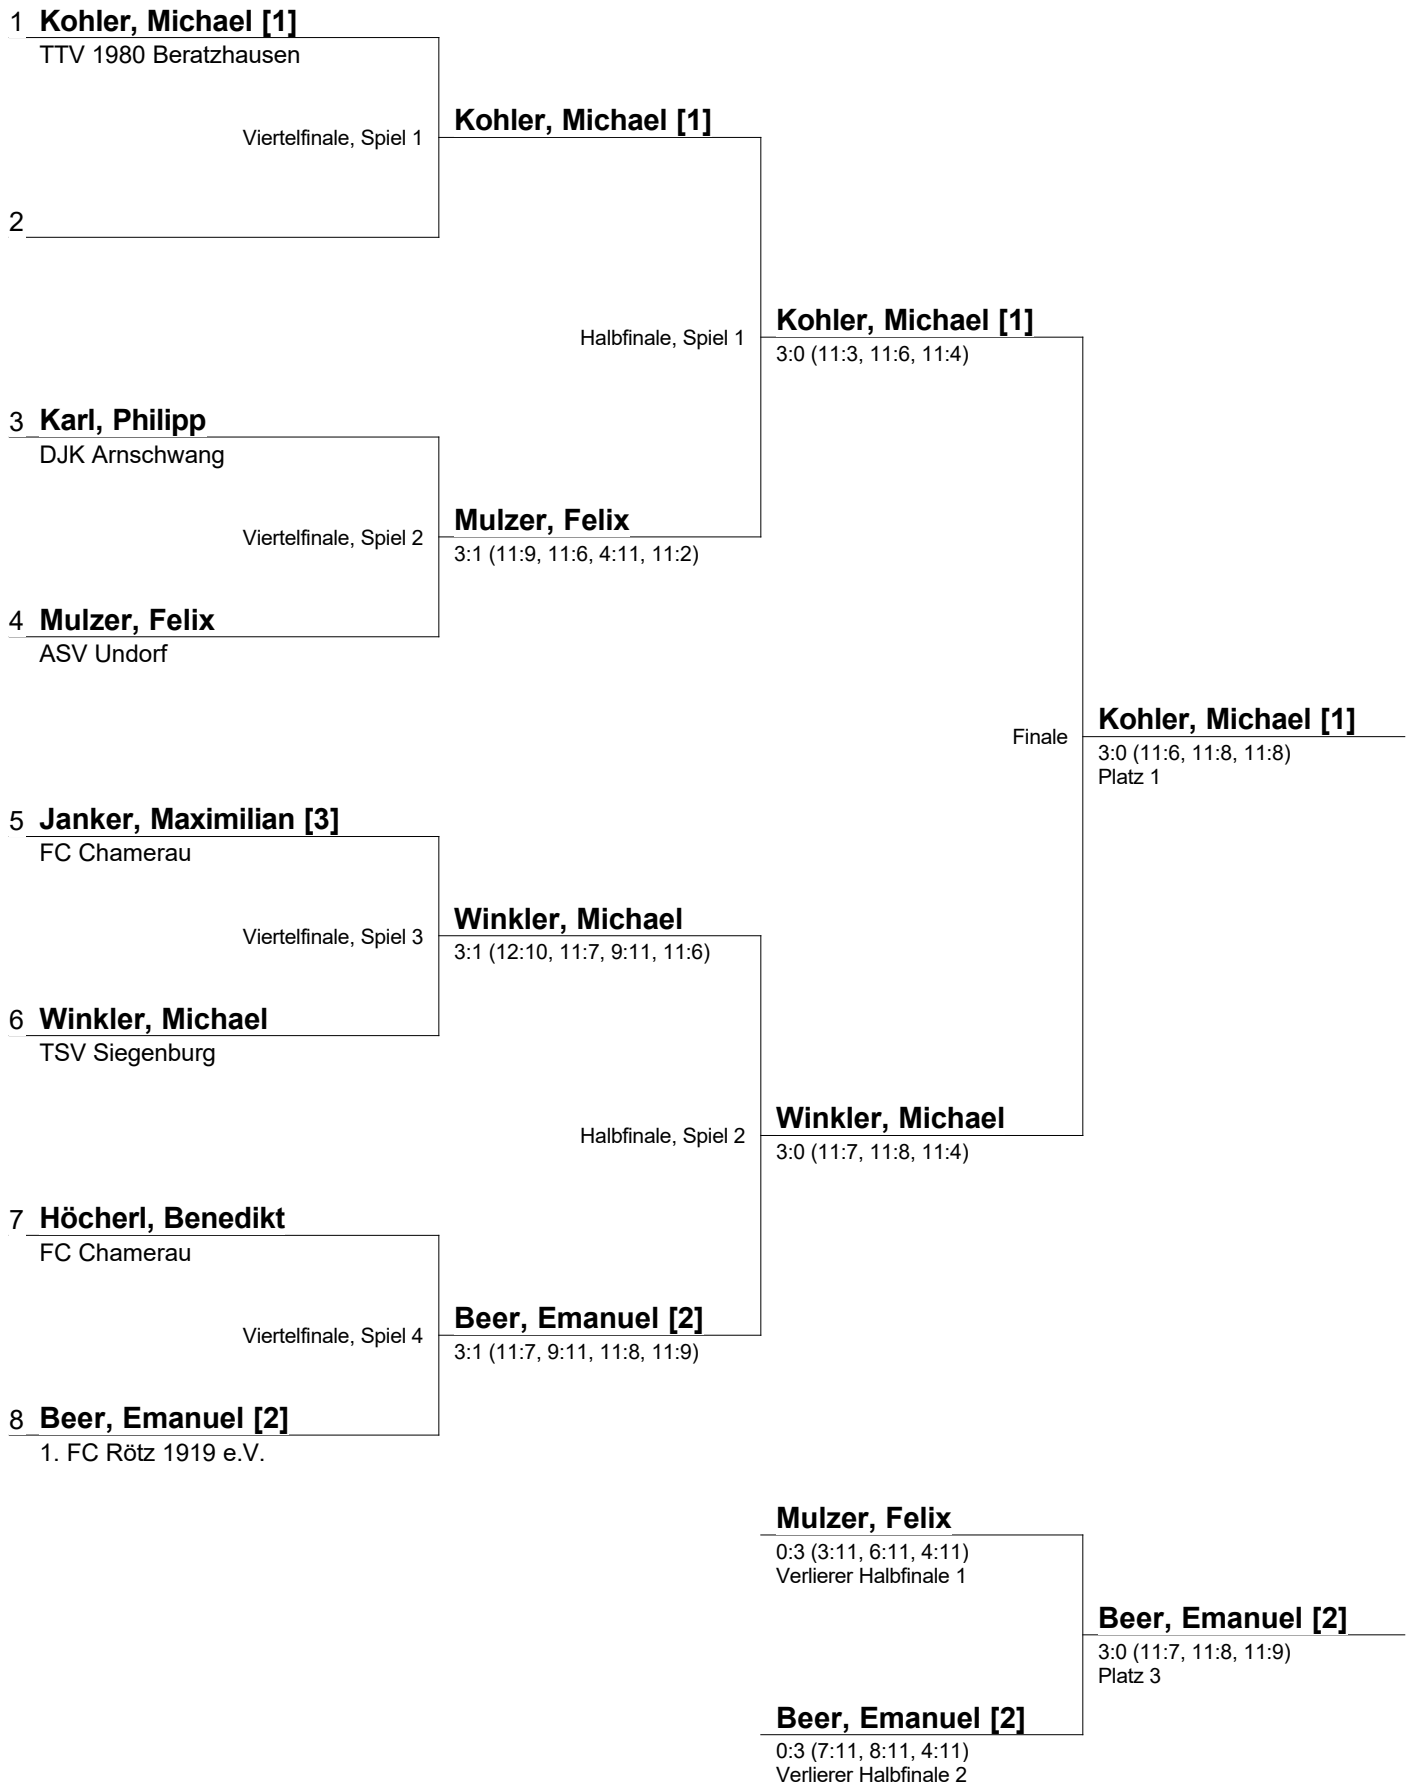 1 Kohler, Michael [1]
TTV 1980 Beratzhausen
Viertelfinale, Spiel 1
Kohler, Michael [1]
2
Halbfinale, Spiel 1
Kohler, Michael [1]
3:0 (11:3, 11:6, 11:4)
3 Karl, Philipp
DJK Arnschwang
Viertelfinale, Spiel 2
Mulzer, Felix
3:1 (11:9, 11:6, 4:11, 11:2)
4 Mulzer, Felix
ASV Undorf
Finale
Kohler, Michael [1]
3:0 (11:6, 11:8, 11:8)
Platz 1
5 Janker, Maximilian [3]
FC Chamerau
Viertelfinale, Spiel 3
Winkler, Michael
3:1 (12:10, 11:7, 9:11, 11:6)
6 Winkler, Michael
TSV Siegenburg
Halbfinale, Spiel 2
Winkler, Michael
3:0 (11:7, 11:8, 11:4)
7 Höcherl, Benedikt
FC Chamerau
Viertelfinale, Spiel 4
Beer, Emanuel [2]
3:1 (11:7, 9:11, 11:8, 11:9)
8 Beer, Emanuel [2]
1. FC Rötz 1919 e.V.
Mulzer, Felix
0:3 (3:11, 6:11, 4:11)
Verlierer Halbfinale 1
Beer, Emanuel [2]
3:0 (11:7, 11:8, 11:9)
Platz 3
Beer, Emanuel [2]
0:3 (7:11, 8:11, 4:11)
Verlierer Halbfinale 2